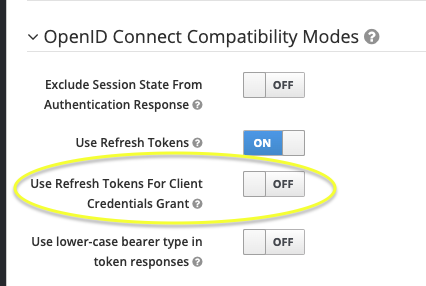 OpenID Connect Compatibility Modes
Exclude Session State From
Authentication Response
OFF
Use Refresh Tokens
ON
Use Refresh Tokens For Client
Credentials Grant
OFF
Use lower-case bearer type in
token responses
OFF